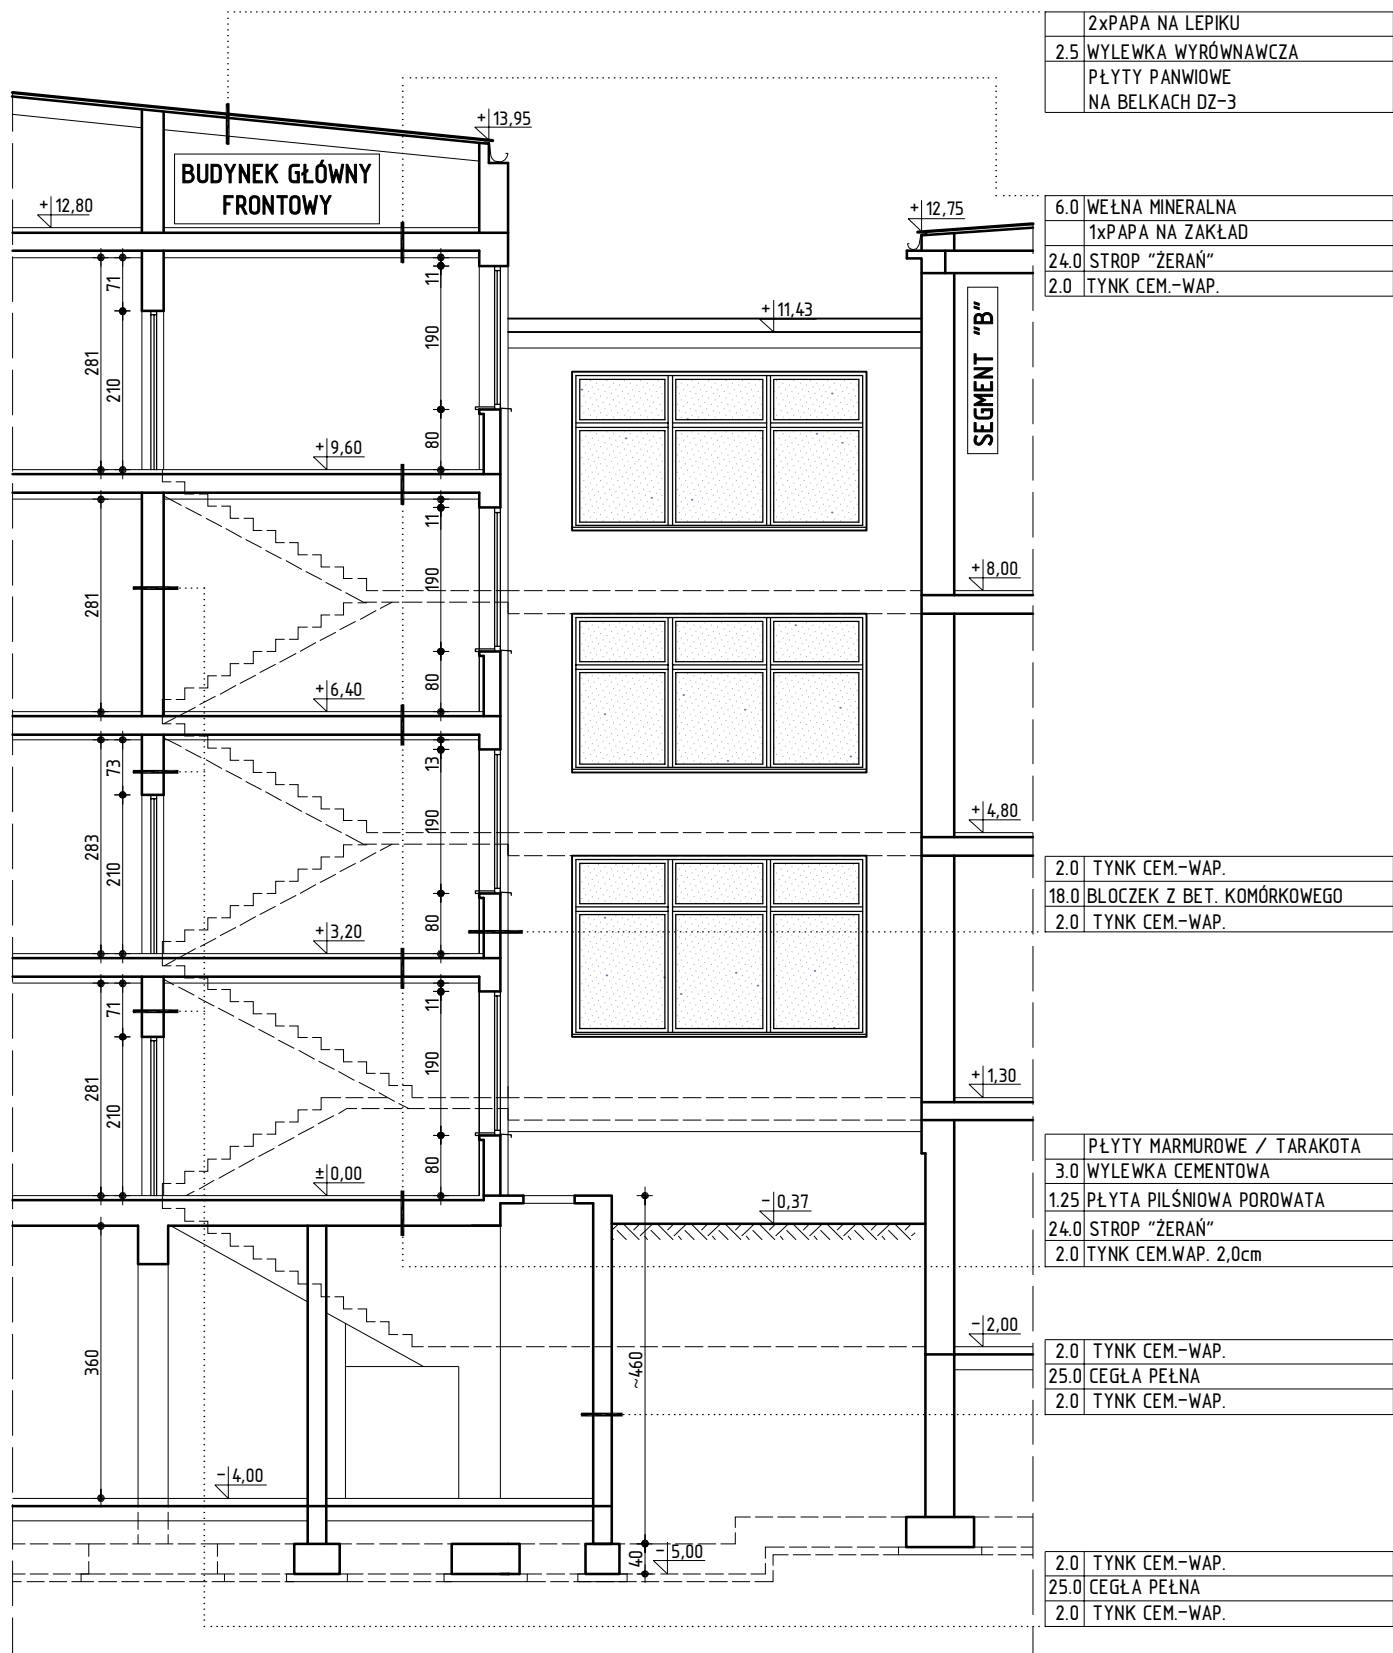 2xPAPA NA LEPIKU
2.5 WYLEWKA WYRÓWNAWCZA
PŁYTY PANWIOWE
NA BELKACH DZ-3
+13,95
BUDYNEK GŁÓWNY
FRONTOWY
+12,80
+12,75
6.0 WEŁNA MINERALNA
1xPAPA NA ZAKŁAD
24.0 STROP "ŻERAŃ"
2.0 TYNK CEM.-WAP.
71
11
+11,43
SEGMENT "B"
281
210
190
80
+9,60
11
281
190
+8,00
80
+6,40
73
13
283
210
190
+4,80
80
+3,20
2.0 TYNK CEM.-WAP.
18.0 BLOCZEK Z BET. KOMÓRKOWEGO
2.0 TYNK CEM.-WAP.
71
11
281
210
190
+1,30
80
±0,00
-0,37
PŁYTY MARMUROWE / TARAKOTA
3.0 WYLEWKA CEMENTOWA
1.25 PŁYTA PILŚNIOWA POROWATA
24.0 STROP "ŻERAŃ"
2.0 TYNK CEM.WAP. 2,0cm
360
~460
-2,00
2.0 TYNK CEM.-WAP.
25.0 CEGŁA PEŁNA
2.0 TYNK CEM.-WAP.
-4,00
40
-5,00
2.0 TYNK CEM.-WAP.
25.0 CEGŁA PEŁNA
2.0 TYNK CEM.-WAP.